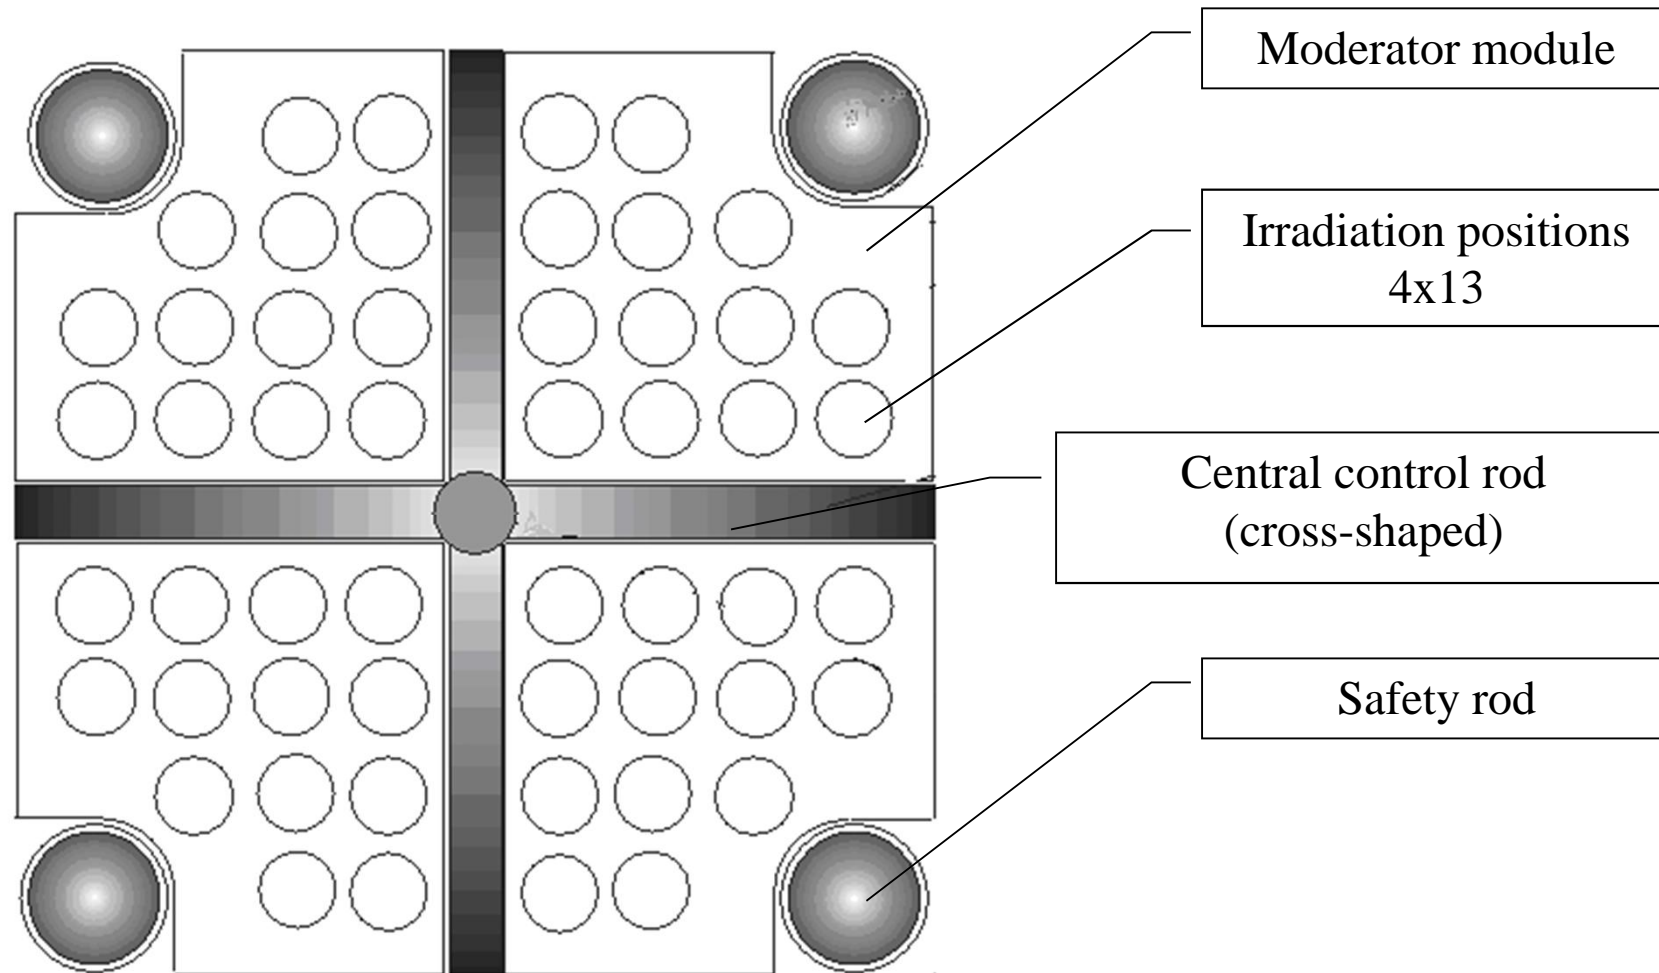 Moderator module
Irradiation positions
4x13
Central control rod
(cross-shaped)
Safety rod